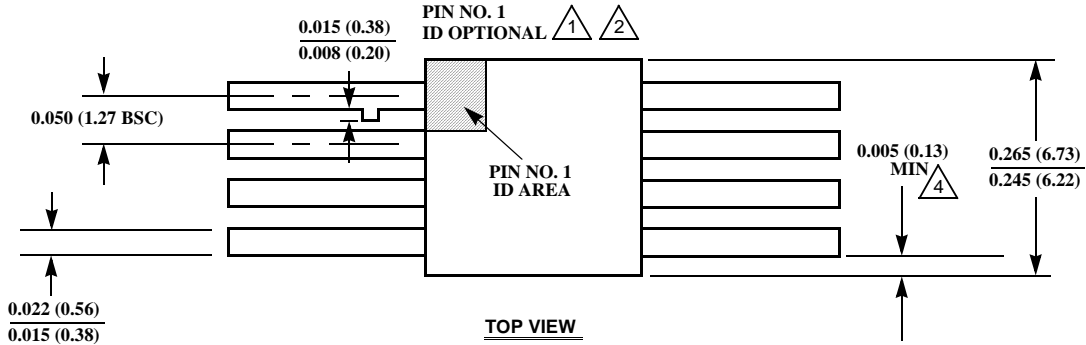 PIN NO. 1
ID OPTIONAL 1 2
0.015 (0.38)
0.008 (0.20)
0.050 (1.27 BSC)
PIN NO. 1
ID AREA
0.005 (0.13)
MIN 4
0.265 (6.73)
0.245 (6.22)
0.022 (0.56)
0.015 (0.38)
TOP VIEW